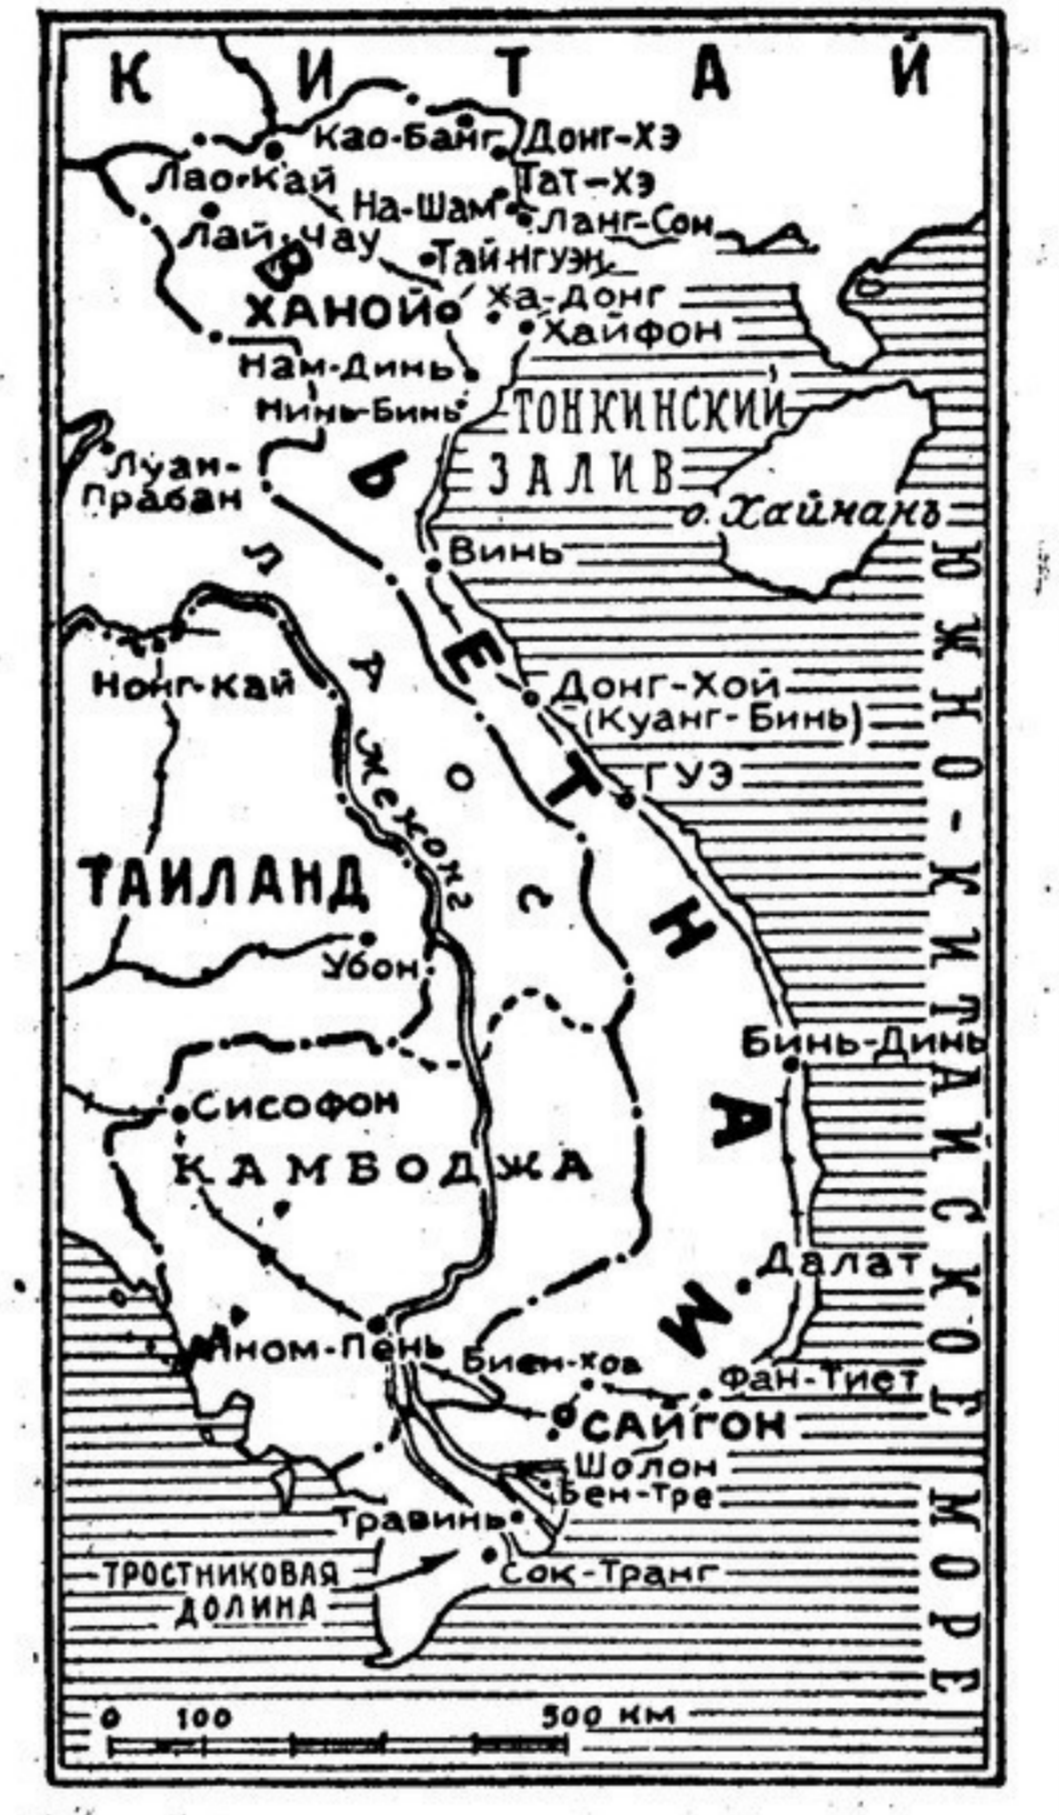 КИТАЙ
Као-Банг
Донг-Хэ
Лао-Кай
Тат-Хэ
На-Шам
Ланг-Сон
Лай-Чау
Тай-Нгуэн
ХАНОЙ
Ха-Донг
Хайфон
Нам-Динь
Нинь-Бинь
ТОНКИНСКИЙ
ЗАЛИВ
Луан-
Прабан
о. Хайнань
Винь
ВЬЕТНАМ
ЛАОС
Нонг-Кай
Донг-Хой
(Куанг-Бинь)
Меконг
ГУЭ
ТАИЛАНД
Убон
ЮЖНО-КИТАЙСКОЕ МОРЕ
Бинь-Динь
Сисофон
КАМБОДЖА
Далат
Пном-Пень
Биен-Хоа
Фан-Тиет
САЙГОН
Шолон
Бен-Тре
Травинь
Сок-Транг
ТРОСТНИКОВАЯ
ДОЛИНА
0 100 500 км